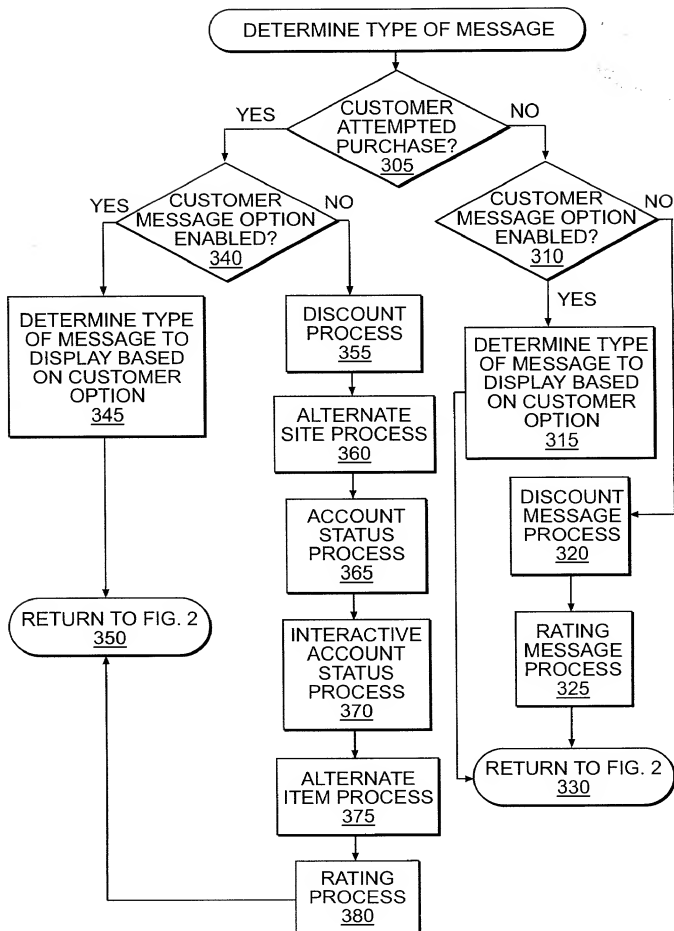 DETERMINE TYPE OF MESSAGE
YES
CUSTOMER
ATTEMPTED
PURCHASE?
305
NO
YES
CUSTOMER
MESSAGE OPTION
ENABLED?
340
NO
CUSTOMER
MESSAGE OPTION
ENABLED?
310
NO
YES
DETERMINE TYPE
OF MESSAGE TO
DISPLAY BASED
ON CUSTOMER
OPTION
345
DISCOUNT
PROCESS
355
DETERMINE TYPE
OF MESSAGE TO
DISPLAY BASED
ON CUSTOMER
OPTION
315
ALTERNATE
SITE PROCESS
360
DISCOUNT
MESSAGE
PROCESS
320
ACCOUNT
STATUS
PROCESS
365
RETURN TO FIG. 2
350
INTERACTIVE
ACCOUNT
STATUS
PROCESS
370
RATING
MESSAGE
PROCESS
325
ALTERNATE
ITEM PROCESS
375
RETURN TO FIG. 2
330
RATING
PROCESS
380